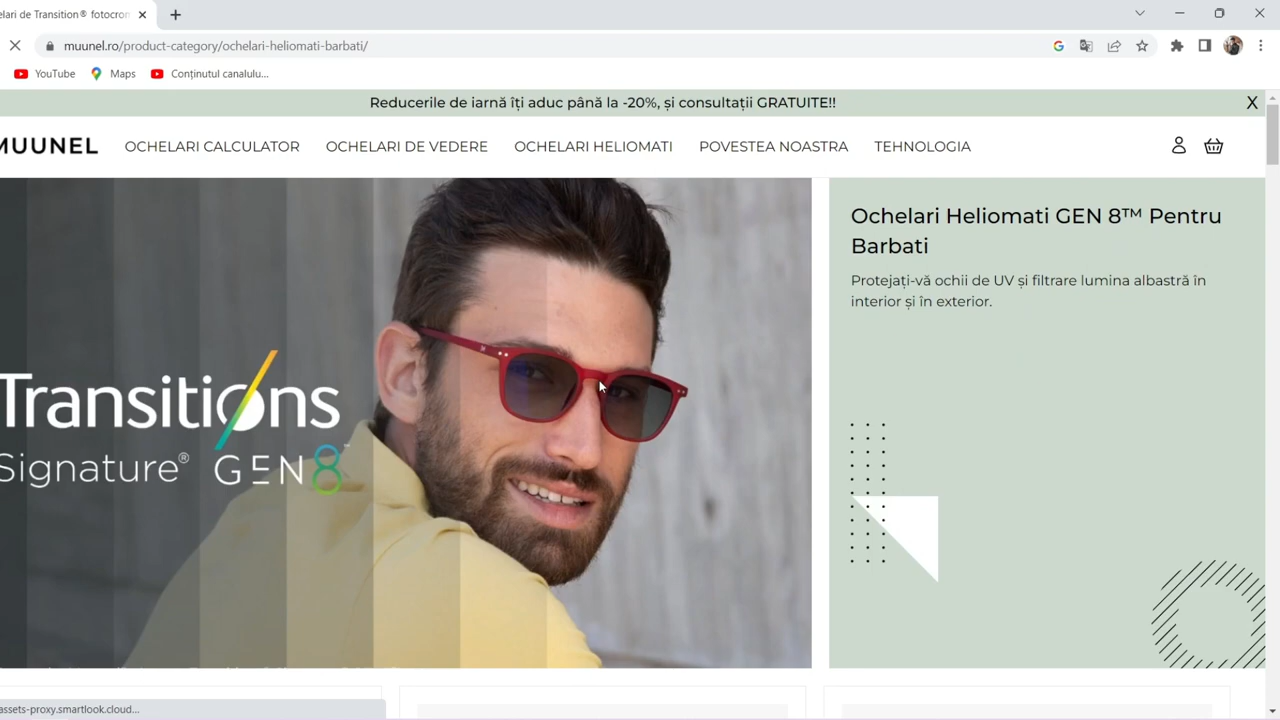 elari de Transition® fotocron
muunel.ro/product-category/ochelari-heliomati-barbati/
YouTube
Maps
Conținutul canalulu...
Reducerile de iarnă îți aduc până la -20%, și consultații GRATUITE!!
X
MUUNEL
OCHELARI CALCULATOR
OCHELARI DE VEDERE
OCHELARI HELIOMATI
POVESTEA NOASTRA
TEHNOLOGIA
Ochelari Heliomati GEN 8™ Pentru
Barbati
Protejați-vă ochii de UV și filtrare lumina albastră în
interior și în exterior.
Transitions
Signature® GEN8™
assets-proxy.smartlook.cloud...